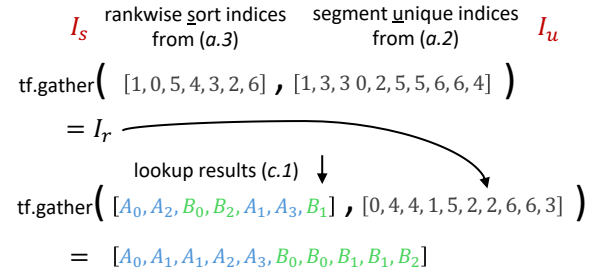 I_s rankwise sort indices from (a.3) segment unique indices from (a.2) I_u
tf.gather( [1, 0, 5, 4, 3, 2, 6] , [1, 3, 3 0, 2, 5, 5, 6, 6, 4] )
= I_r
lookup results (c.1)
tf.gather( [A_0, A_2, B_0, B_2, A_1, A_3, B_1] , [0, 4, 4, 1, 5, 2, 2, 6, 6, 3] )
= [A_0, A_1, A_1, A_2, A_3, B_0, B_0, B_1, B_1, B_2]